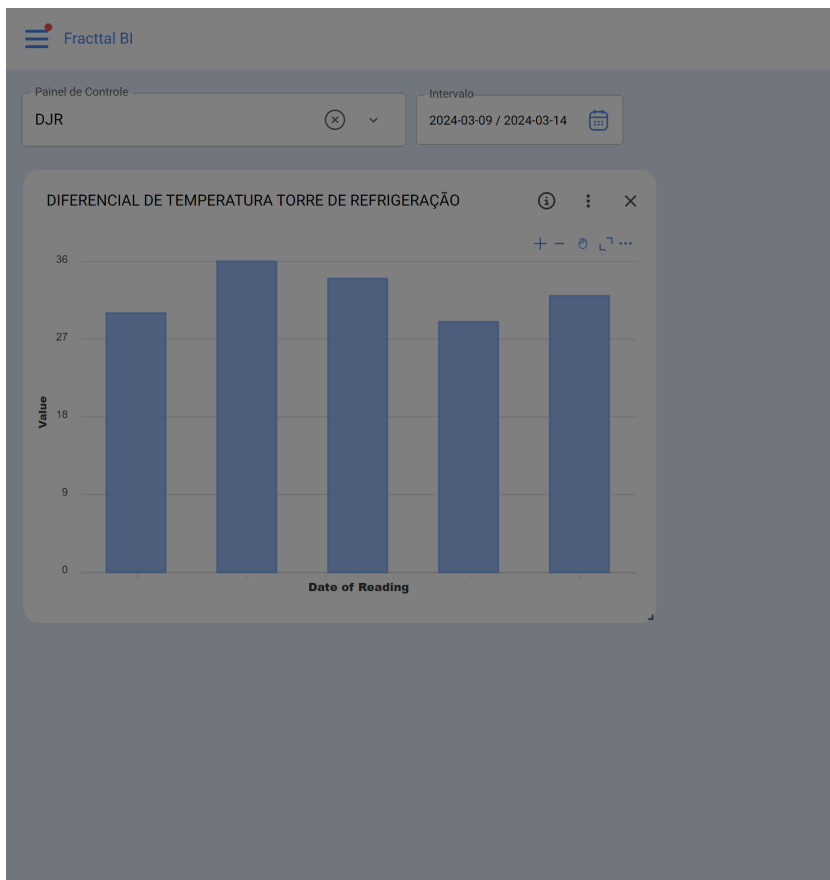 Fracttal BI
Painel de Controle
DJR
Intervalo
2024-03-09 / 2024-03-14
DIFERENCIAL DE TEMPERATURA TORRE DE REFRIGERAÇÃO
36
27
18
9
0
Value
Date of Reading